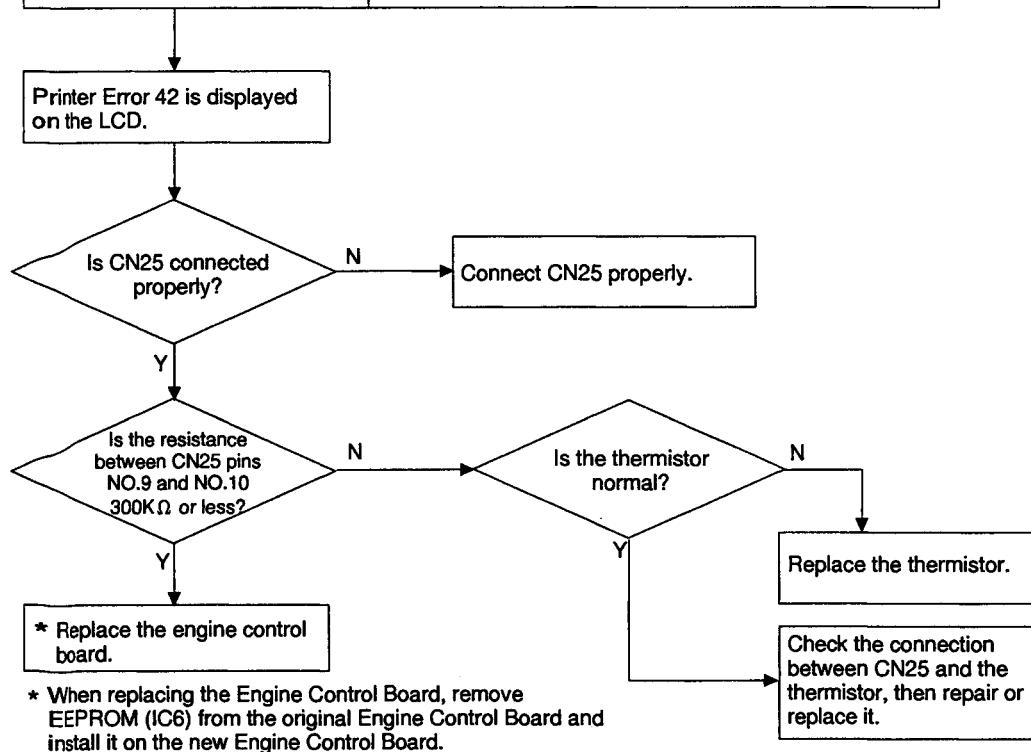 Printer Error 42 is displayed
on the LCD.
Is CN25 connected
properly?
N
Connect CN25 properly.
Y
Is the resistance
between CN25 pins
NO.9 and NO.10
300KΩ or less?
N
Is the thermistor
normal?
N
Y
Y
Replace the thermistor.
* Replace the engine control
board.
Check the connection
between CN25 and the
thermistor, then repair or
replace it.
* When replacing the Engine Control Board, remove
EEPROM (IC6) from the original Engine Control Board and
install it on the new Engine Control Board.